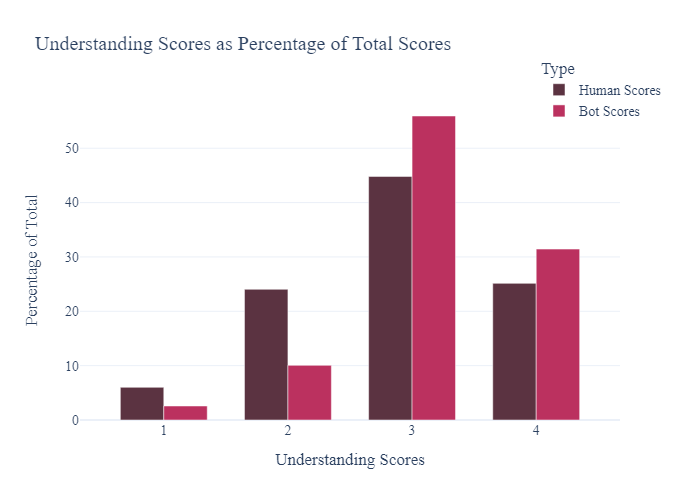 Understanding Scores as Percentage of Total Scores
Type
Human Scores
Bot Scores
Percentage of Total
50
40
30
20
10
0
1 2 3 4
Understanding Scores